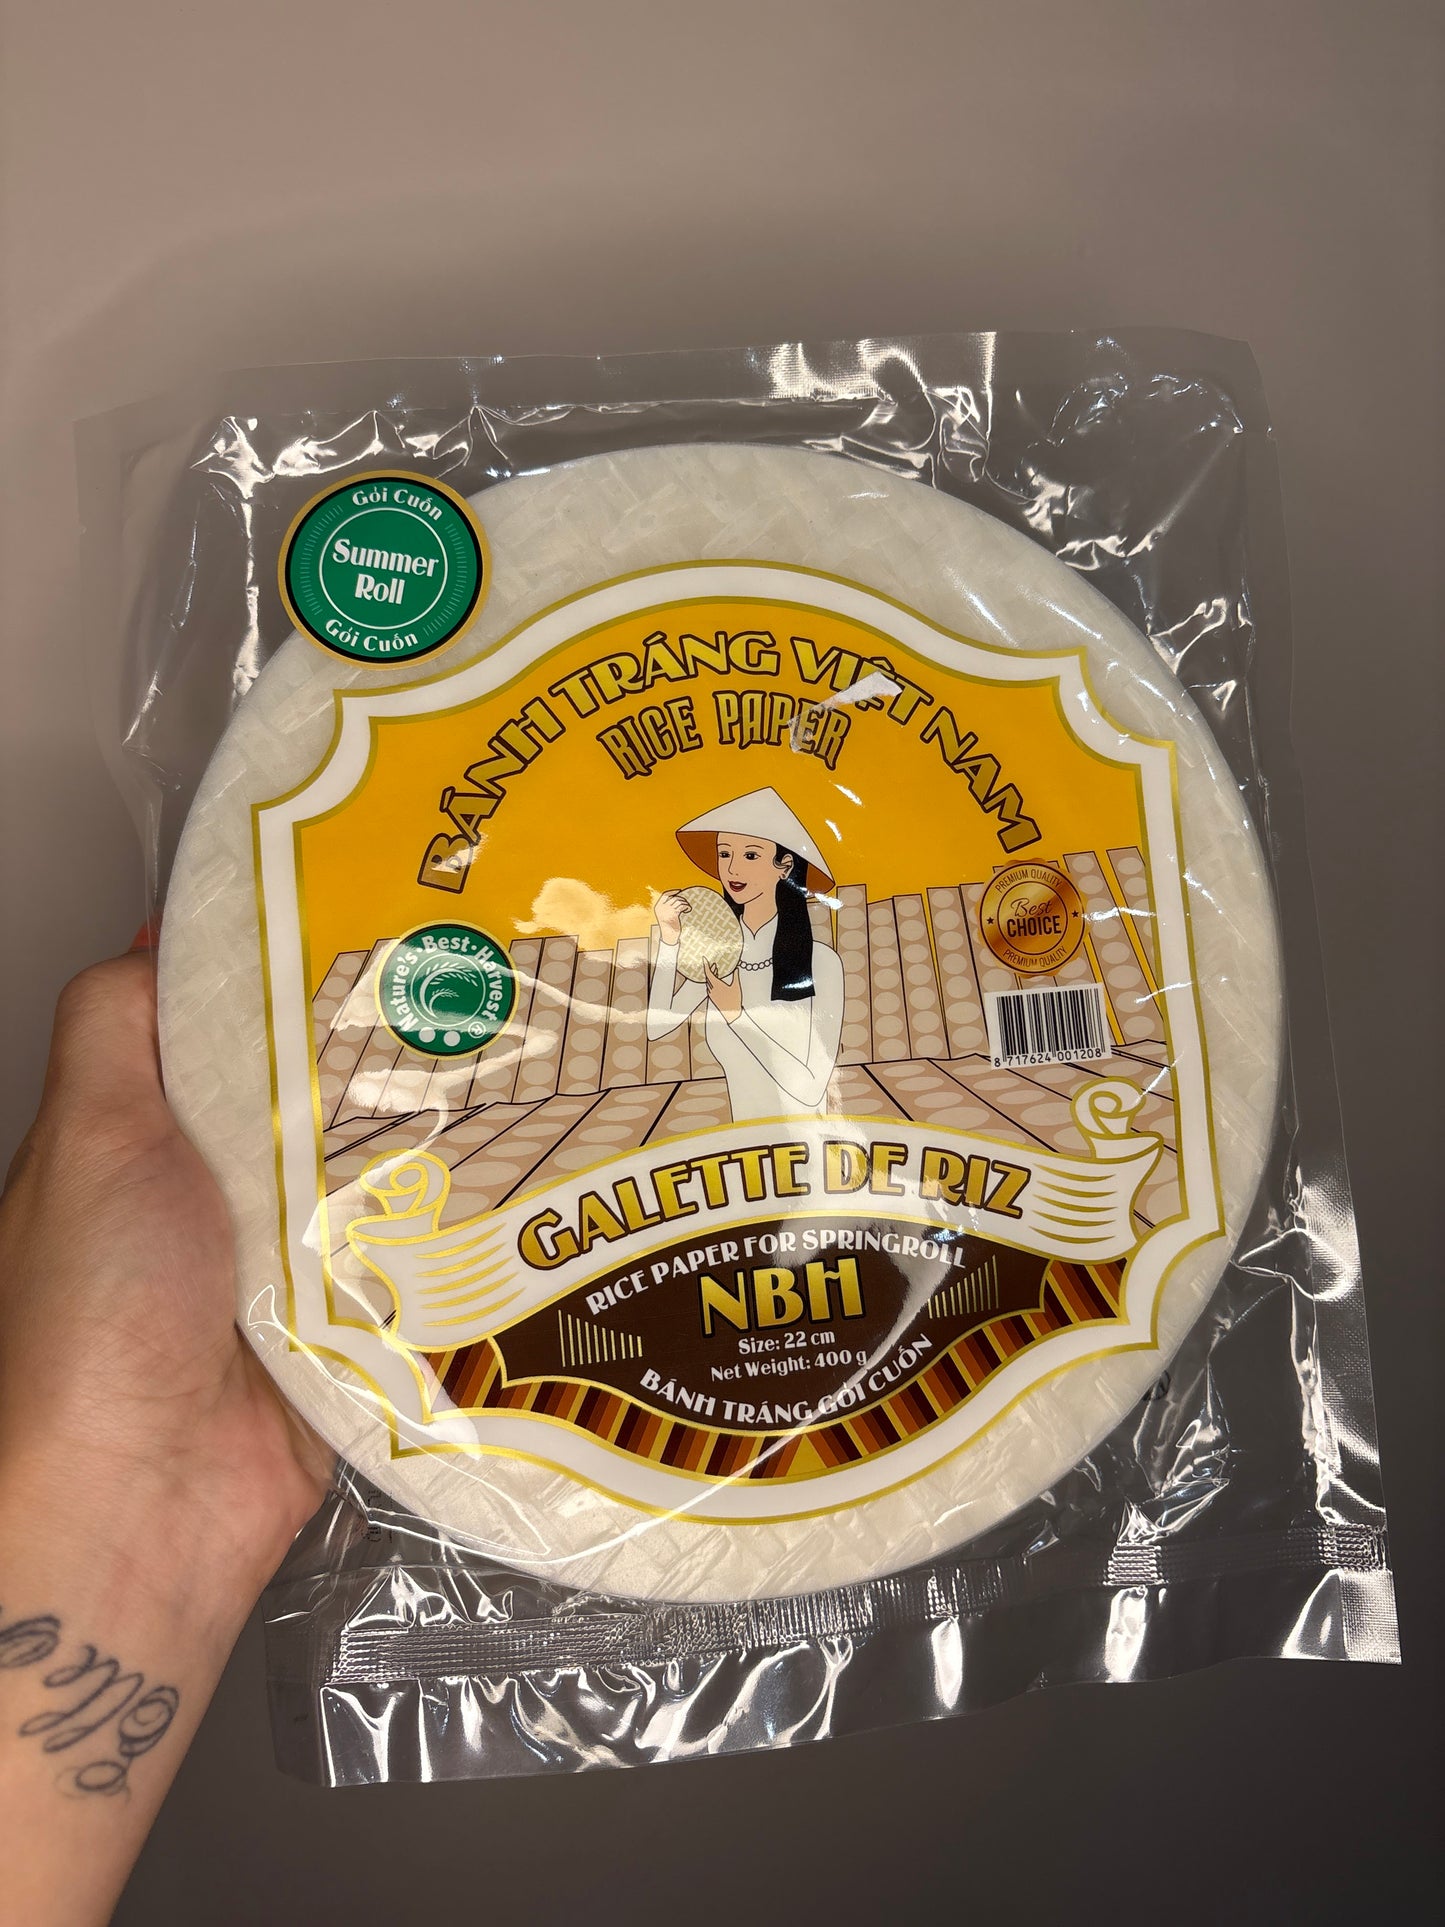 Gỏi Cuốn
Summer
Roll
Gỏi Cuốn
BÁNH TRÁNG VIỆT NAM
RICE PAPER
PREMIUM QUALITY
Best
CHOICE
PREMIUM QUALITY
Nature's·Best·Harvest®
8 717624 001208
GALETTE DE RIZ
RICE PAPER FOR SPRINGROLL
NBH
Size: 22 cm
Net Weight: 400 g
BÁNH TRÁNG GỎI CUỐN